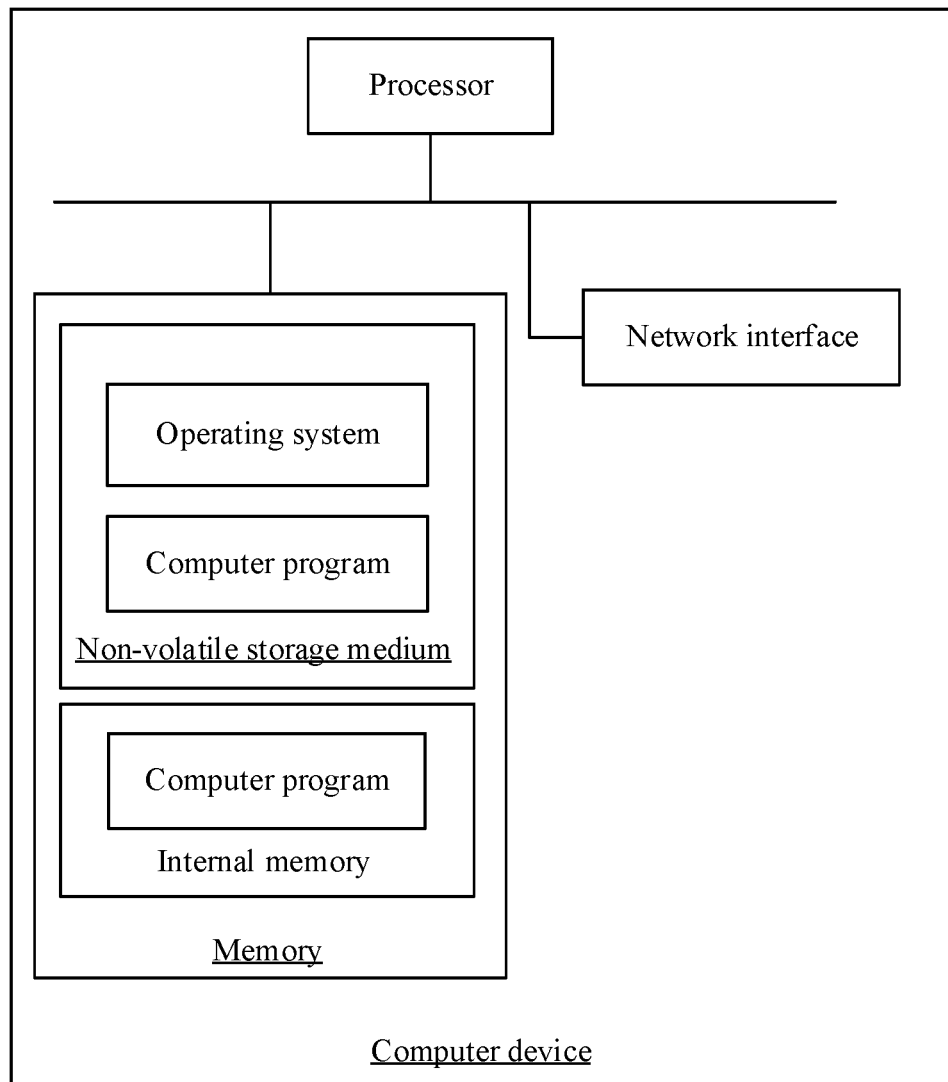 Processor
Network interface
Operating system
Computer program
Non-volatile storage medium
Computer program
Internal memory
Memory
Computer device